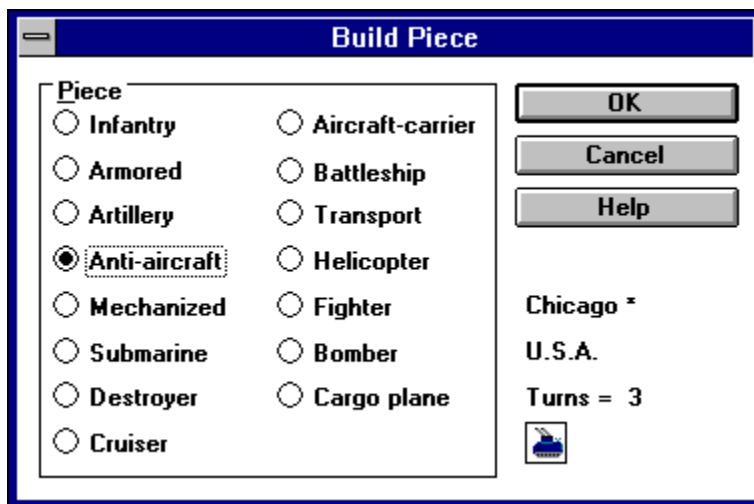 Build Piece
Piece
Infantry
Armored
Artillery
Anti-aircraft
Mechanized
Submarine
Destroyer
Cruiser
Aircraft-carrier
Battleship
Transport
Helicopter
Fighter
Bomber
Cargo plane
OK
Cancel
Help
Chicago *
U.S.A.
Turns = 3